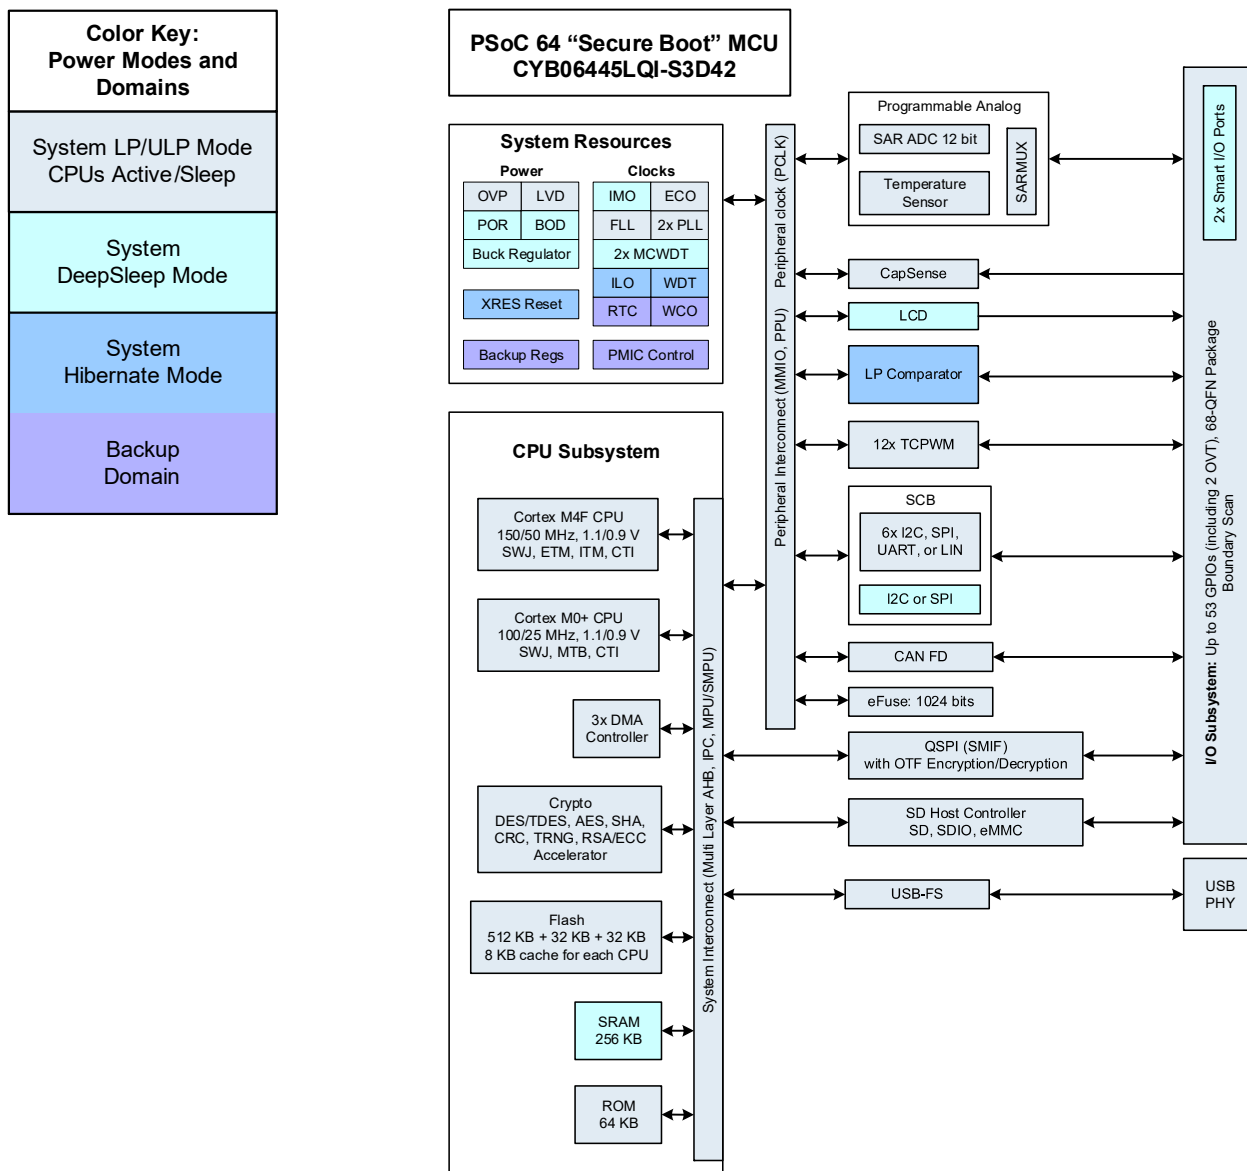 Color Key:
Power Modes and
Domains
System LP/ULP Mode
CPUs Active/Sleep
System
DeepSleep Mode
System
Hibernate Mode
Backup
Domain
PSoC 64 “Secure Boot” MCU
CYB06445LQI-S3D42
System Resources
Power
Clocks
OVP
LVD
POR
BOD
Buck Regulator
XRES Reset
Backup Regs
IMO
ECO
FLL
2x PLL
2x MCWDT
ILO
WDT
RTC
WCO
PMIC Control
CPU Subsystem
Cortex M4F CPU
150/50 MHz, 1.1/0.9 V
SWJ, ETM, ITM, CTI
Cortex M0+ CPU
100/25 MHz, 1.1/0.9 V
SWJ, MTB, CTI
3x DMA
Controller
Crypto
DES/TDES, AES, SHA,
CRC, TRNG, RSA/ECC
Accelerator
Flash
512 KB + 32 KB + 32 KB
8 KB cache for each CPU
SRAM
256 KB
ROM
64 KB
System Interconnect (Multi Layer AHB, IPC, MPU/SMPU)
Peripheral Interconnect (MMIO, PPU) Peripheral clock (PCLK)
Programmable Analog
SAR ADC 12 bit
Temperature
Sensor
SARMUX
CapSense
LCD
LP Comparator
12x TCPWM
SCB
6x I2C, SPI,
UART, or LIN
I2C or SPI
CAN FD
eFuse: 1024 bits
QSPI (SMIF)
with OTF Encryption/Decryption
SD Host Controller
SD, SDIO, eMMC
USB-FS
2x Smart I/O Ports
I/O Subsystem: Up to 53 GPIOs (including 2 OVT), 68-QFN Package
Boundary Scan
USB
PHY